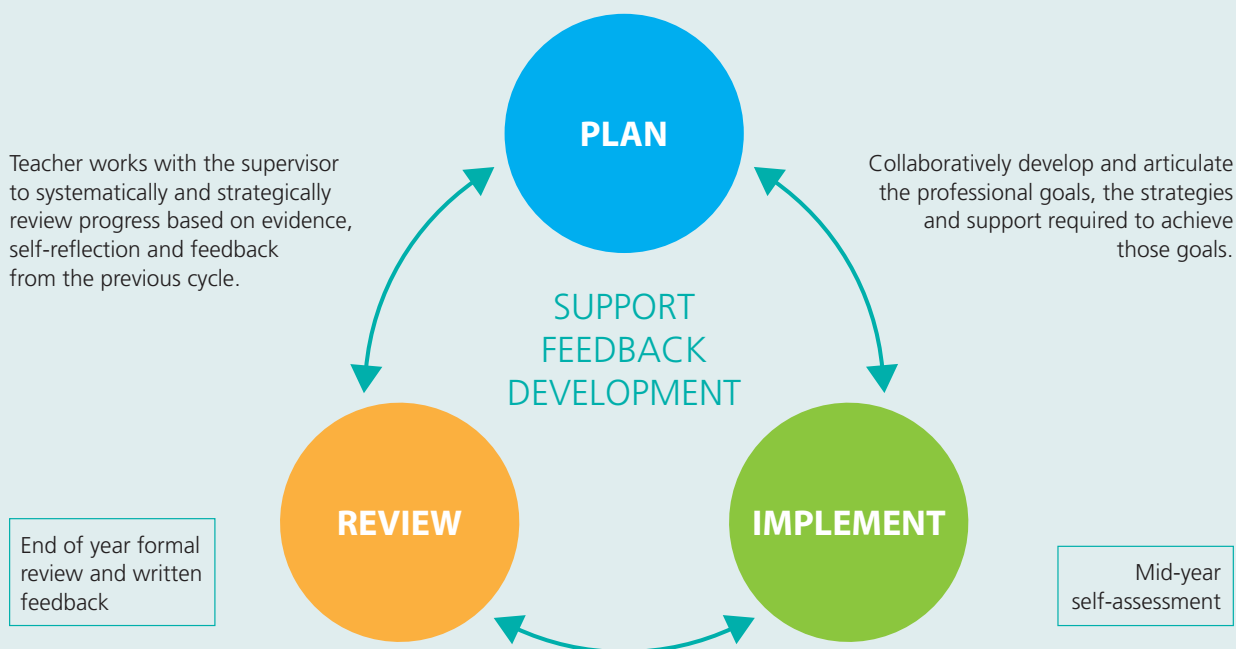 PLAN
Teacher works with the supervisor
to systematically and strategically
review progress based on evidence,
self-reflection and feedback
from the previous cycle.
Collaboratively develop and articulate
the professional goals, the strategies
and support required to achieve
those goals.
SUPPORT
FEEDBACK
DEVELOPMENT
REVIEW
IMPLEMENT
End of year formal
review and written
feedback
Mid-year
self-assessment